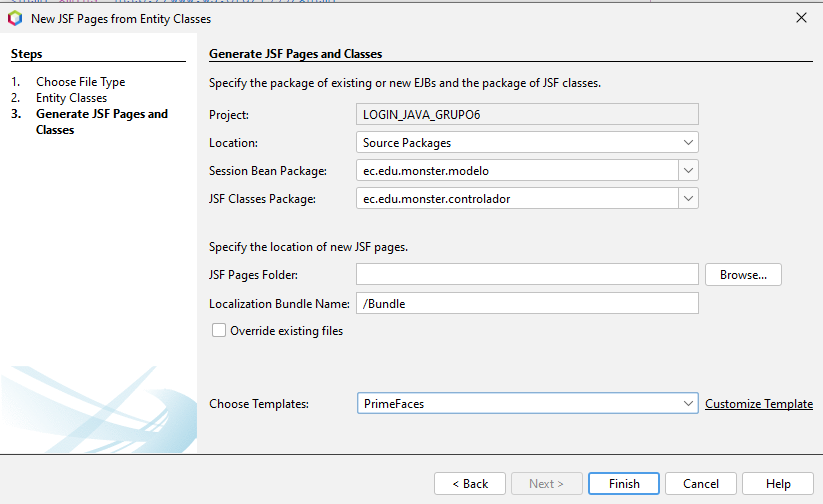 New JSF Pages from Entity Classes
Steps
1. Choose File Type
2. Entity Classes
3. Generate JSF Pages and
Classes
Generate JSF Pages and Classes
Specify the package of existing or new EJBs and the package of JSF classes.
Project: LOGIN_JAVA_GRUPO6
Location: Source Packages
Session Bean Package: ec.edu.monster.modelo
JSF Classes Package: ec.edu.monster.controlador
Specify the location of new JSF pages.
JSF Pages Folder: Browse...
Localization Bundle Name: /Bundle
Override existing files
Choose Templates: PrimeFaces Customize Template
< Back Next > Finish Cancel Help